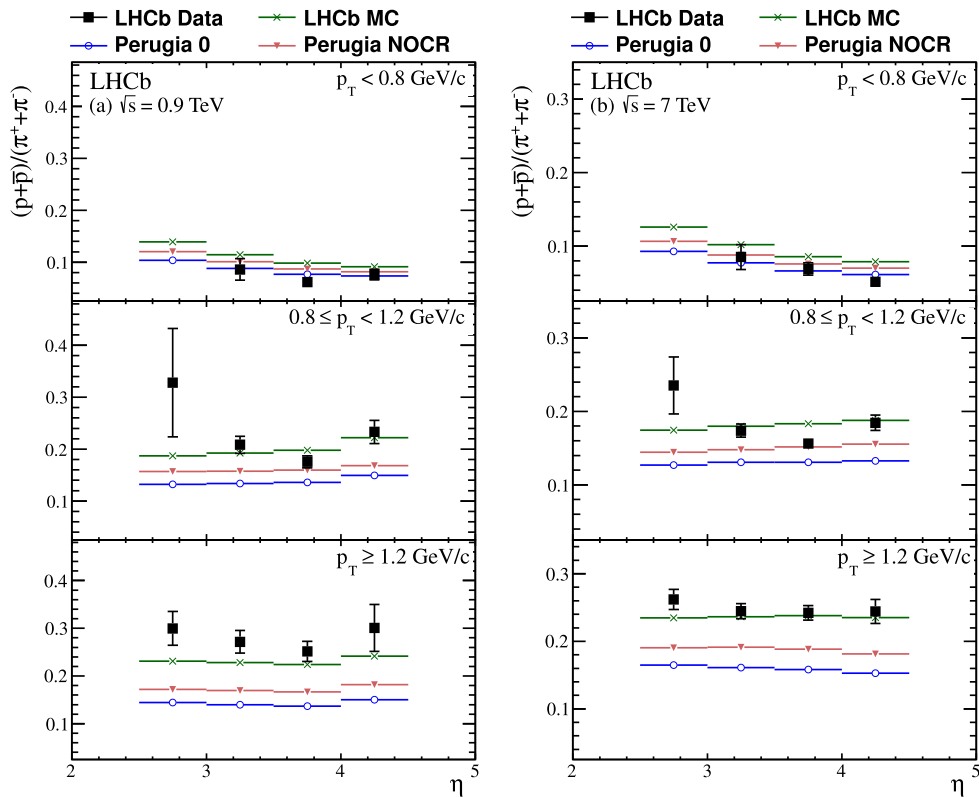 LHCb Data LHCb MC
Perugia 0 Perugia NOCR
LHCb
(a) √s = 0.9 TeV
p_T < 0.8 GeV/c
(p+p̅)/(π⁺+π⁻)
0.4
0.3
0.2
0.1
0.8 ≤ p_T < 1.2 GeV/c
0.4
0.3
0.2
0.1
p_T ≥ 1.2 GeV/c
0.4
0.3
0.2
0.1
2 3 4 5
η
LHCb Data LHCb MC
Perugia 0 Perugia NOCR
LHCb
(b) √s = 7 TeV
p_T < 0.8 GeV/c
(p+p̅)/(π⁺+π⁻)
0.3
0.2
0.1
0.8 ≤ p_T < 1.2 GeV/c
0.3
0.2
0.1
p_T ≥ 1.2 GeV/c
0.3
0.2
0.1
2 3 4 5
η